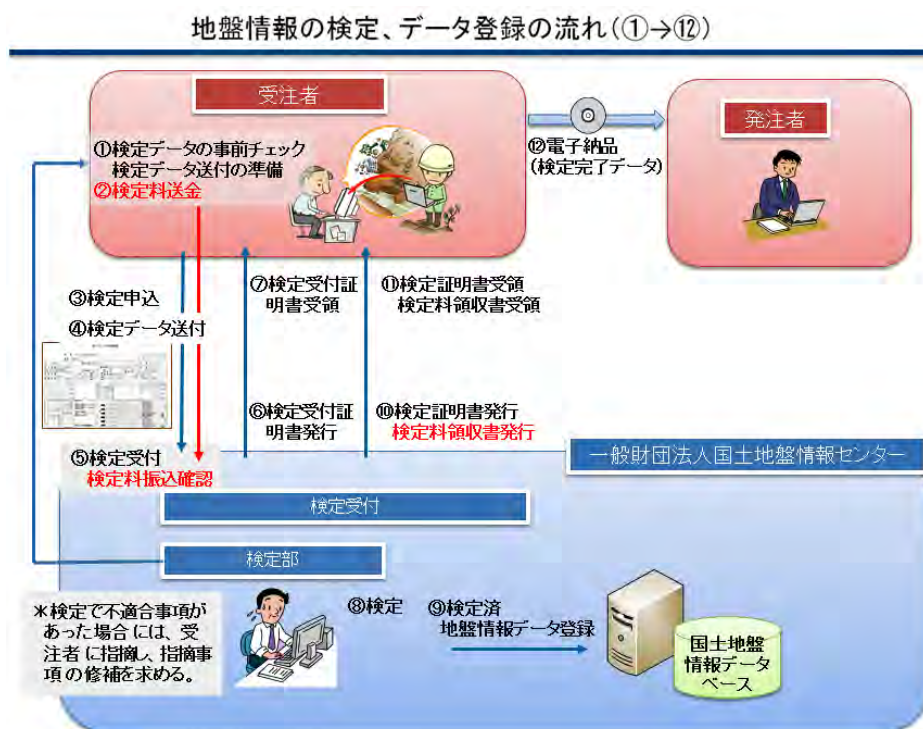 地盤情報の検定、データ登録の流れ(①→⑫)
受注者
発注者
①検定データの事前チェック
検定データ送付の準備
②検定料送金
⑫電子納品
(検定完了データ)
③検定申込
④検定データ送付
⑦検定受付証
明書受領
⑪検定証明書受領
検定料領収書受領
⑥検定受付証
明書発行
⑩検定証明書発行
検定料領収書発行
⑤検定受付
検定料振込確認
一般財団法人国土地盤情報センター
検定受付
検定部
*検定で不適合事項が
あった場合には、受
注者に指摘し、指摘事
項の修補を求める。
⑧検定
⑨検定済
地盤情報データ登録
国土地盤
情報データ
ベース